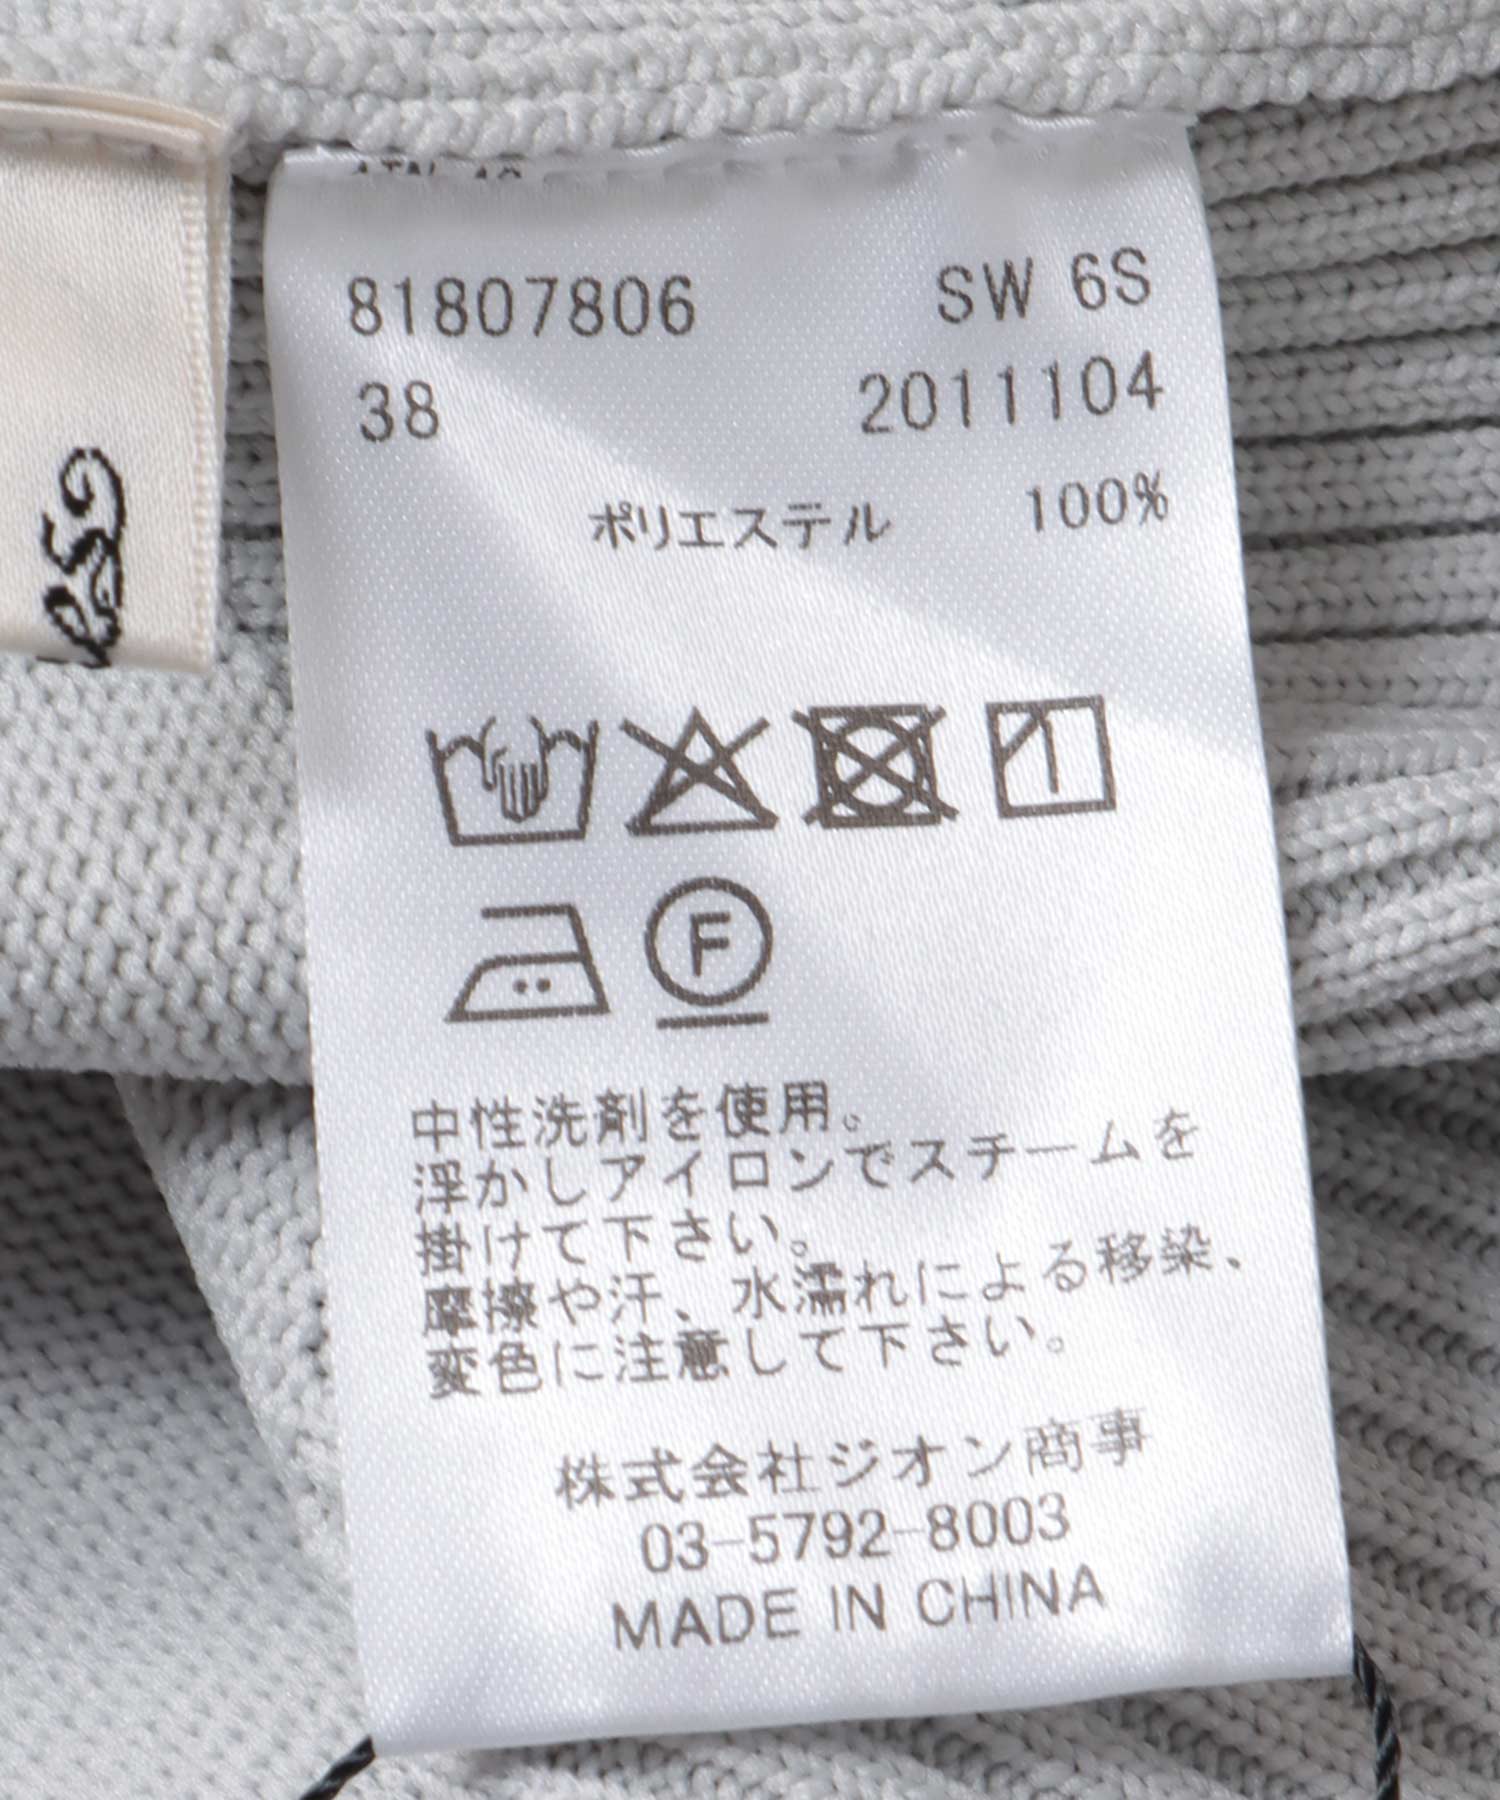 81807806 SW 6S
38 2011104
ポリエステル 100%
F
中性洗剤を使用。
浮かしアイロンでスチームを
掛けて下さい。
摩擦や汗、水濡れによる移染、
変色に注意して下さい。
株式会社ジオン商事
03-5792-8003
MADE IN CHINA